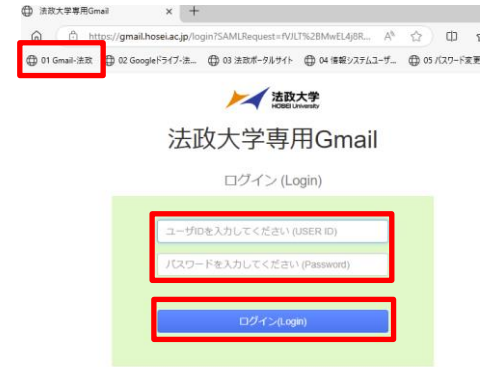 法政大学専用Gmail
https://gmail.hosei.ac.jp/login?SAMLRequest=fVJLT%2BMwEL4j8R...
01 Gmail-法政 02 Googleドライブ-法... 03 法政ポータルサイト 04 情報システムユーザ... 05 パスワード変更
法政大学
HOSEI University
法政大学専用Gmail
ログイン (Login)
ユーザIDを入力してください (USER ID)
パスワードを入力してください (Password)
ログイン(Login)